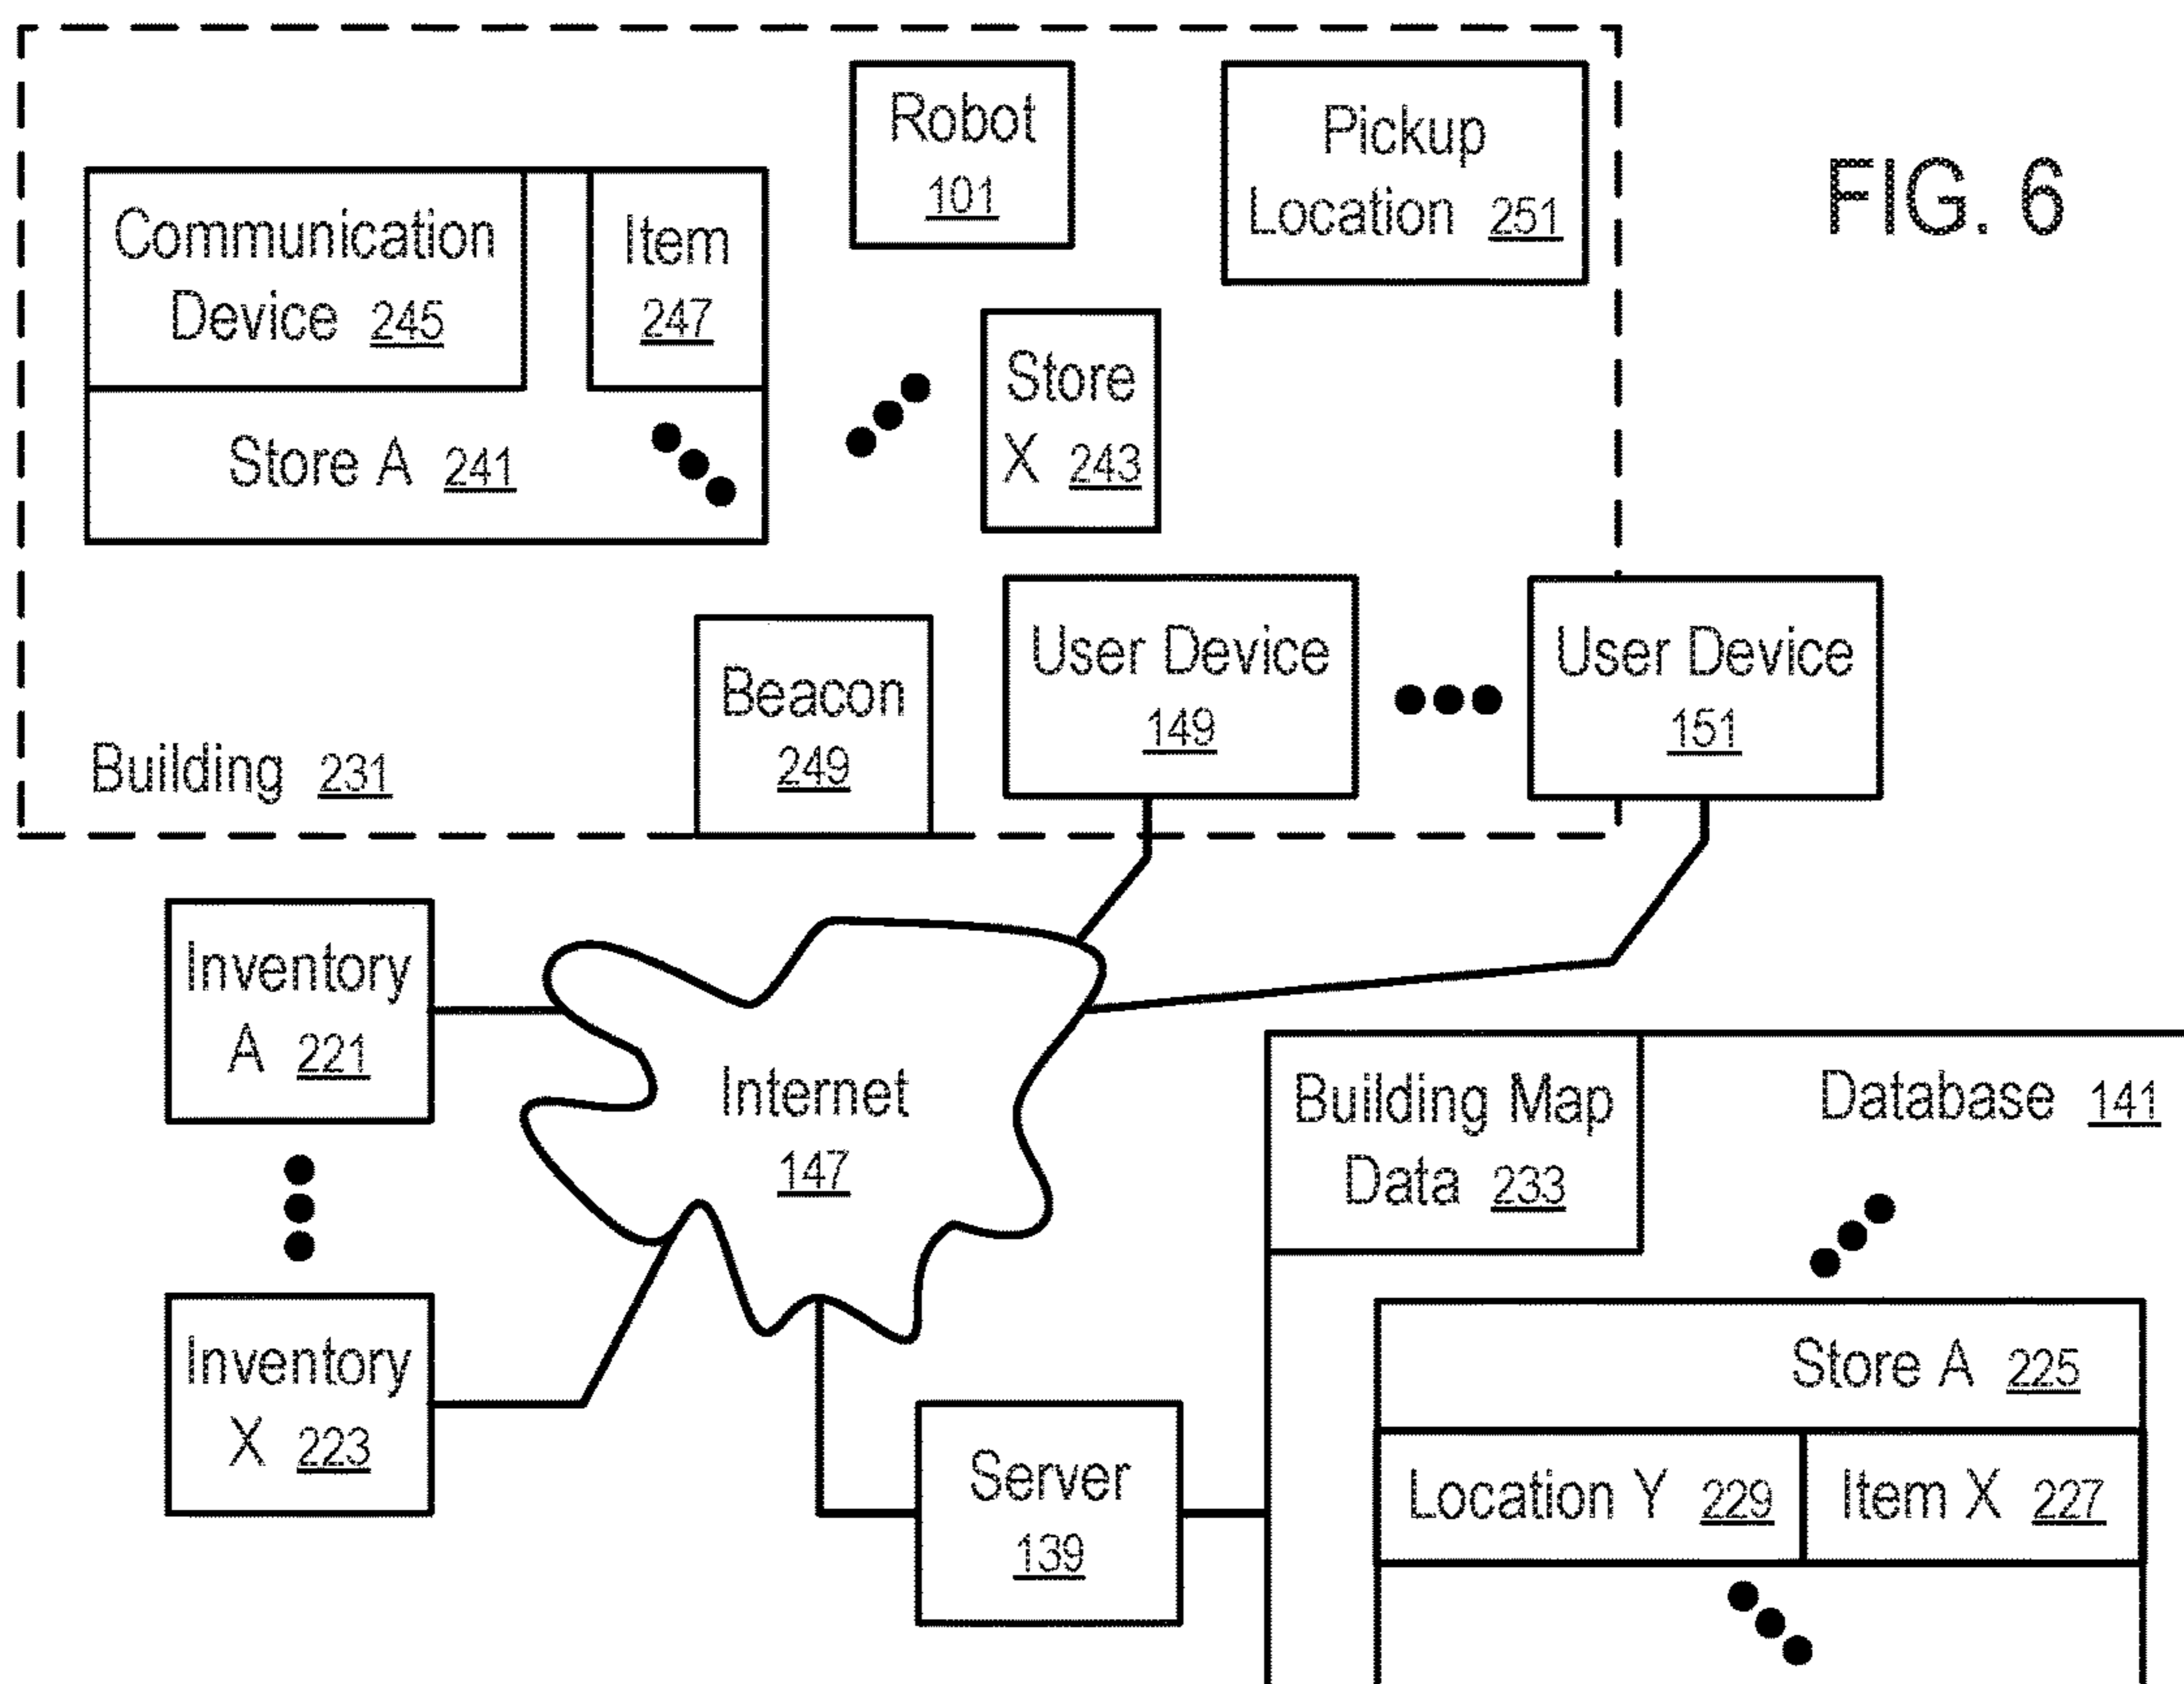 FIG. 6
Robot
101
Pickup
Location 251
Communication
Device 245
Item
247
Store
X 243
Store A 241
User Device
149
User Device
151
Beacon
249
Building 231
Inventory
A 221
Internet
147
Building Map
Data 233
Database 141
Inventory
X 223
Store A 225
Server
139
Location Y 229
Item X 227